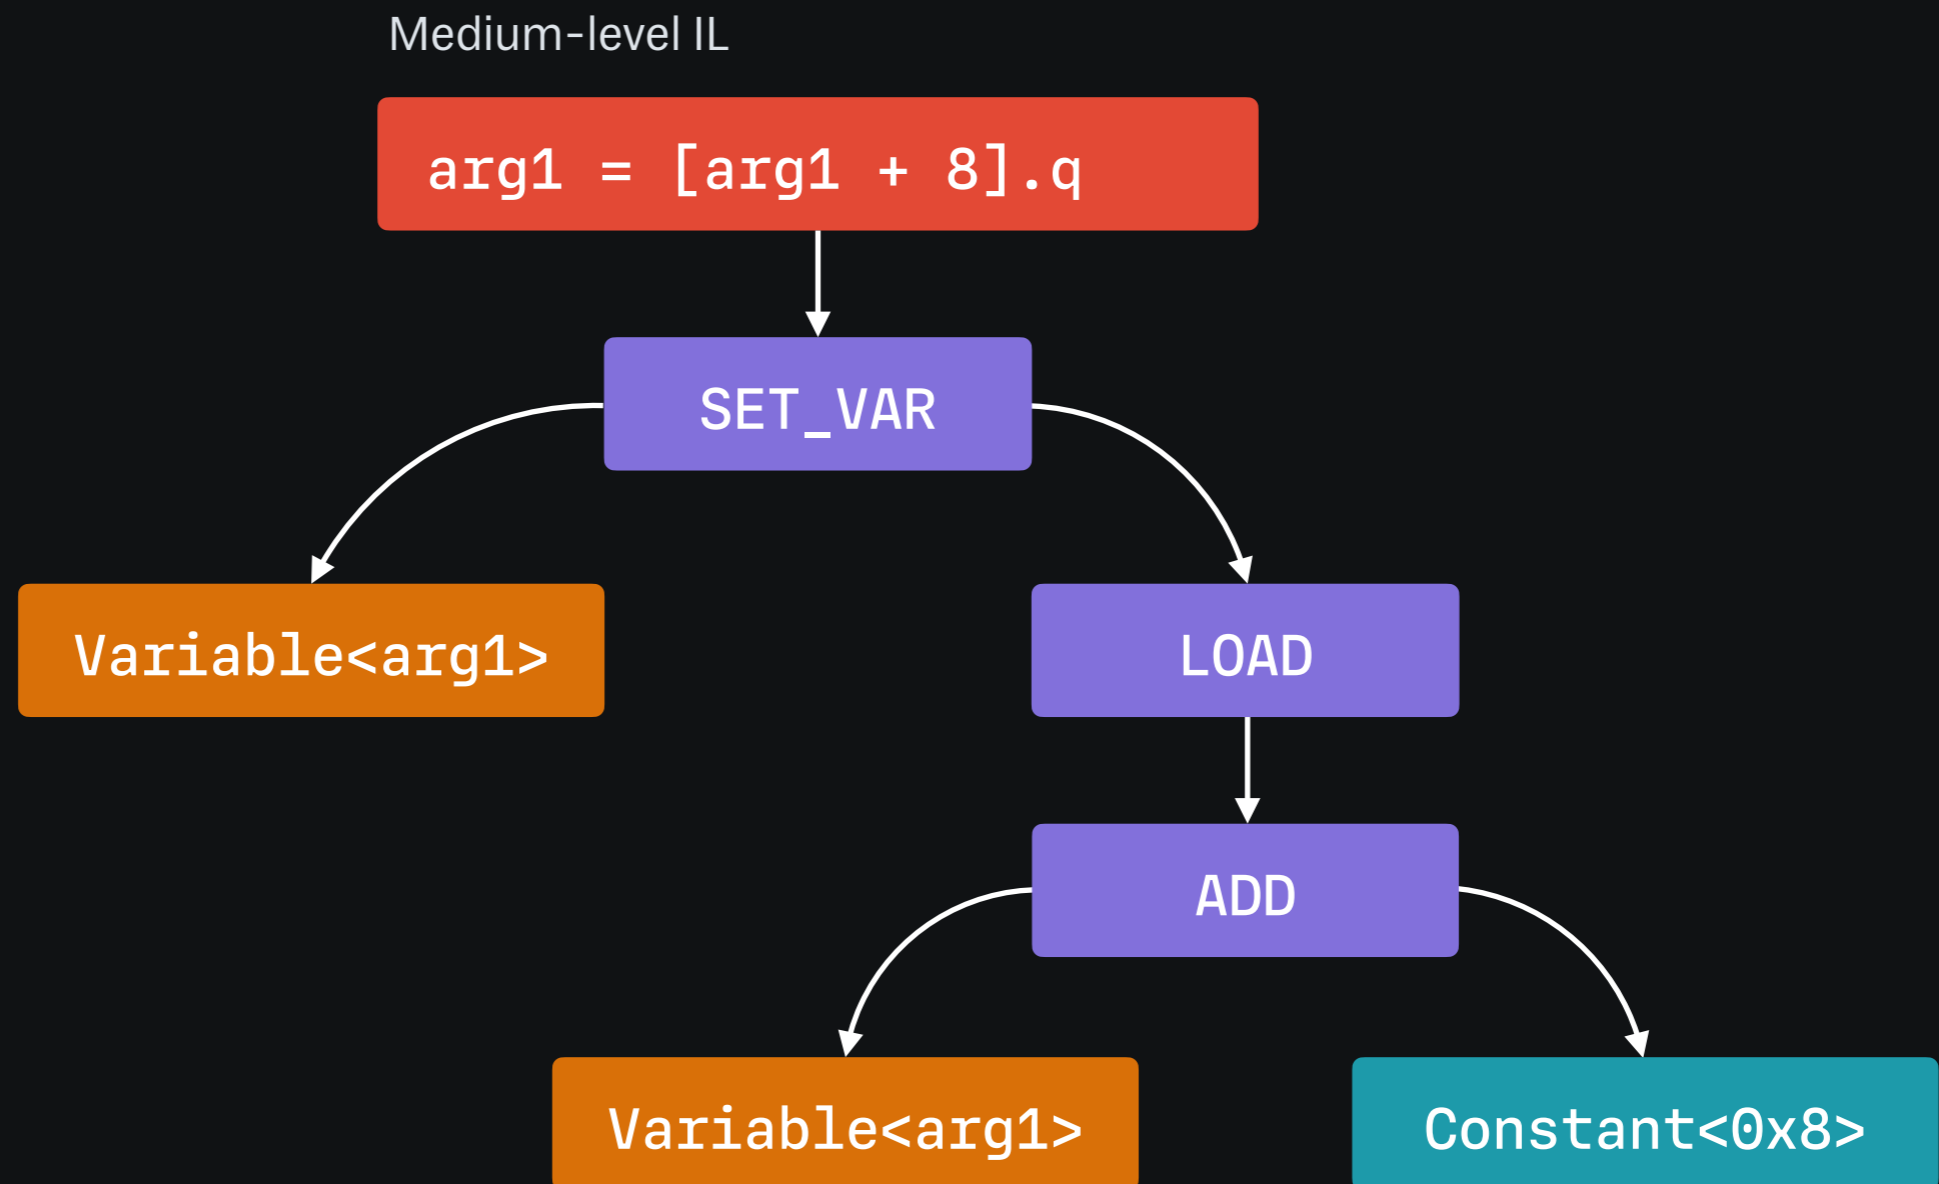 Medium-level IL
arg1 = [arg1 + 8].q
SET_VAR
Variable<arg1>
LOAD
ADD
Variable<arg1>
Constant<0x8>